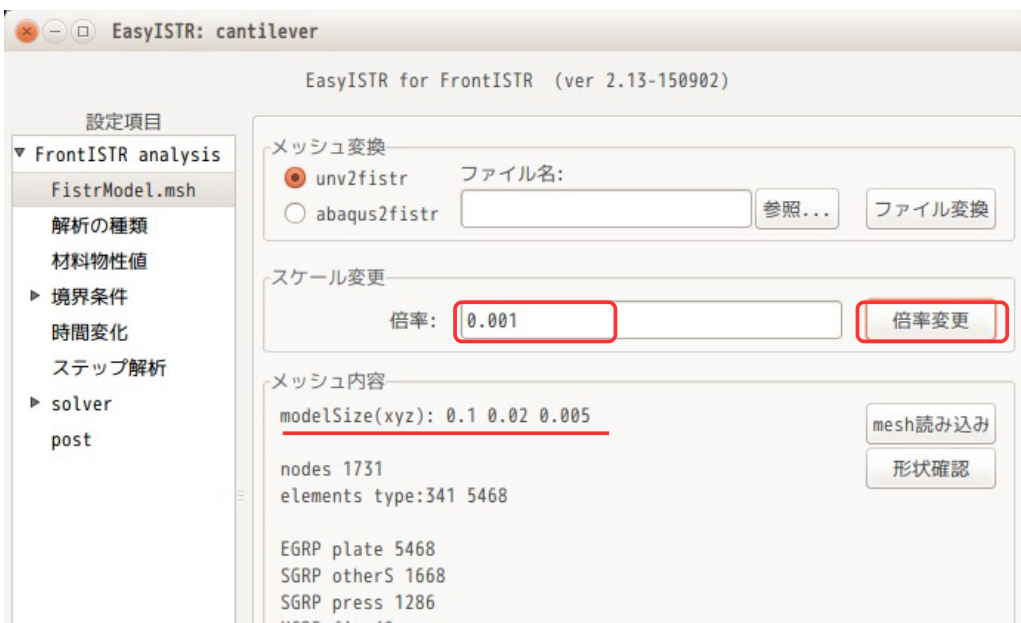 EasyISTR: cantilever
EasyISTR for FrontISTR (ver 2.13-150902)
設定項目
FrontISTR analysis
FistrModel.msh
解析の種類
材料物性値
境界条件
時間変化
ステップ解析
solver
post
メッシュ変換
unv2fistr
abaqus2fistr
ファイル名:
参照...
ファイル変換
スケール変更
倍率:
0.001
倍率変更
メッシュ内容
modelSize(xyz): 0.1 0.02 0.005
nodes 1731
elements type:341 5468
EGRP plate 5468
SGRP otherS 1668
SGRP press 1286
mesh読み込み
形状確認